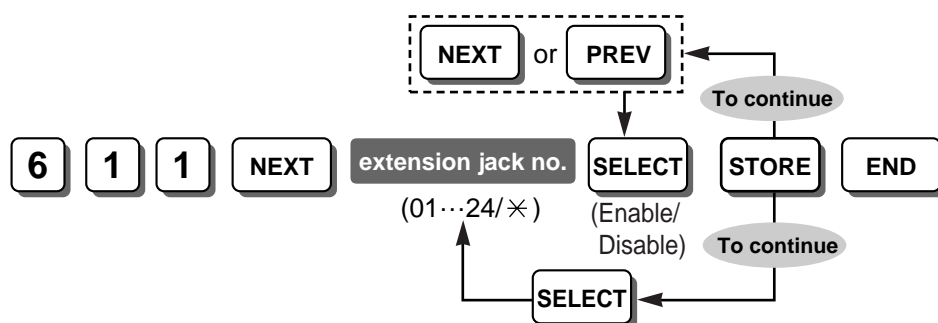 NEXT or PREV
To continue
6 1 1 NEXT extension jack no. SELECT STORE END
(01···24/✳)
(Enable/
Disable)
To continue
SELECT